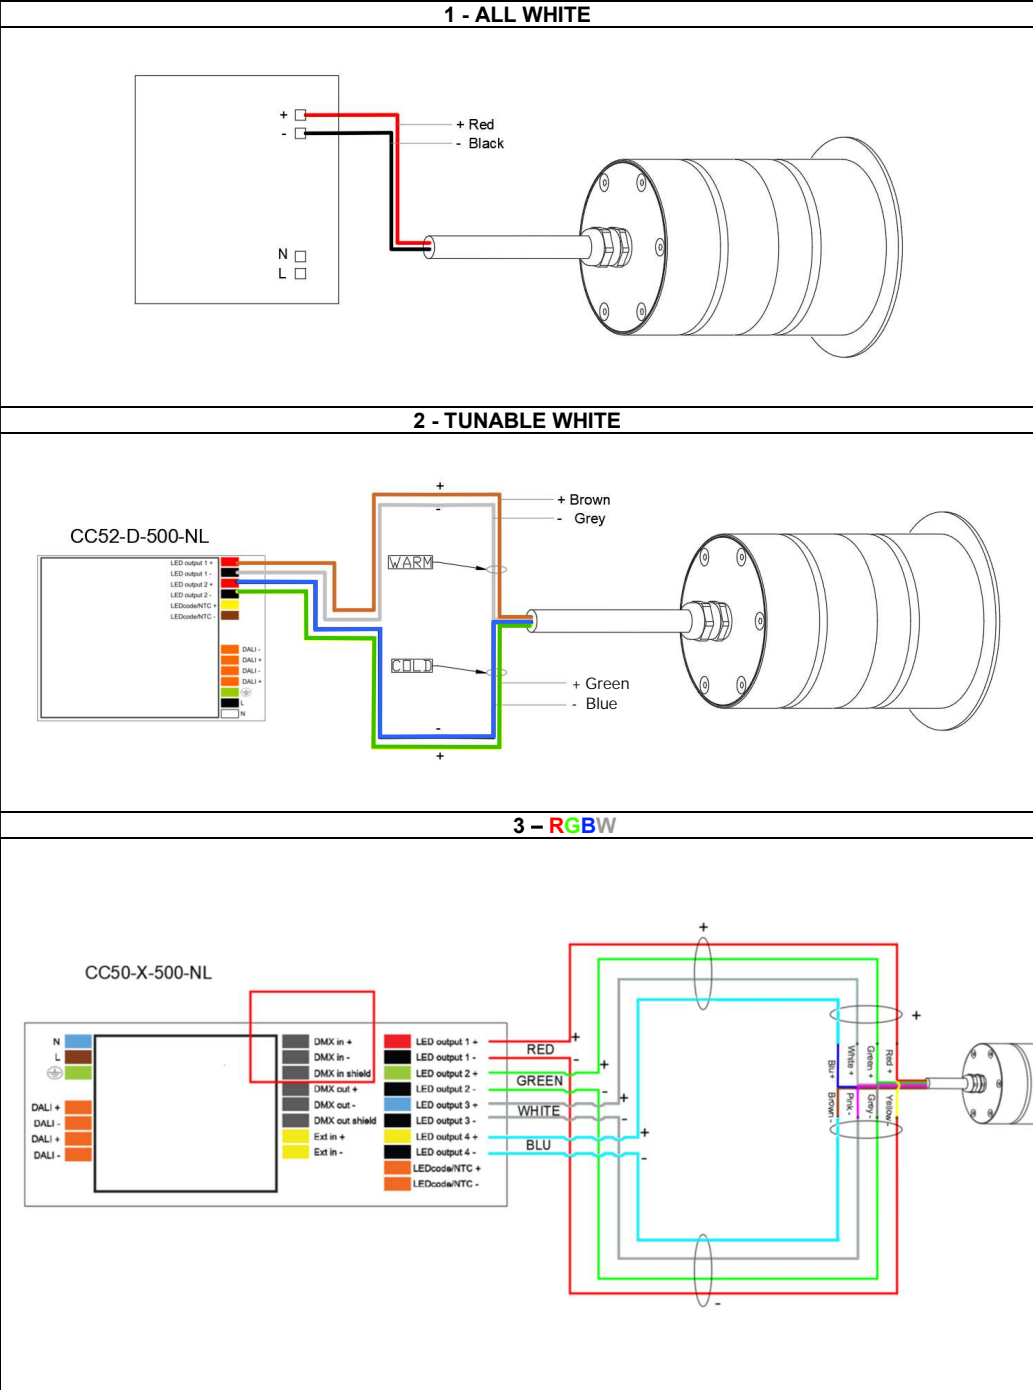 1 - ALL WHITE
+
-
+ Red
- Black
N
L
2 - TUNABLE WHITE
CC52-D-500-NL
LED output 1 +
LED output 1 -
LED output 2 +
LED output 2 -
LEDcode/NTC +
LEDcode/NTC -
DALI -
DALI +
DALI -
DALI +
L
N
+
-
+ Brown
- Grey
WARM
COLD
+ Green
- Blue
-
+
3 – RGBW
CC50-X-500-NL
N
L
DALI +
DALI -
DALI +
DALI -
DMX in +
DMX in -
DMX in shield
DMX out +
DMX out -
DMX out shield
Ext in +
Ext in -
LED output 1 +
LED output 1 -
LED output 2 +
LED output 2 -
LED output 3 +
LED output 3 -
LED output 4 +
LED output 4 -
LEDcode/NTC +
LEDcode/NTC -
RED
GREEN
WHITE
BLU
+
-
+
-
+
-
+
-
+
+
Blu+
White +
Green +
Red +
Brown-
Pink -
Grey -
Yellow-
-
-